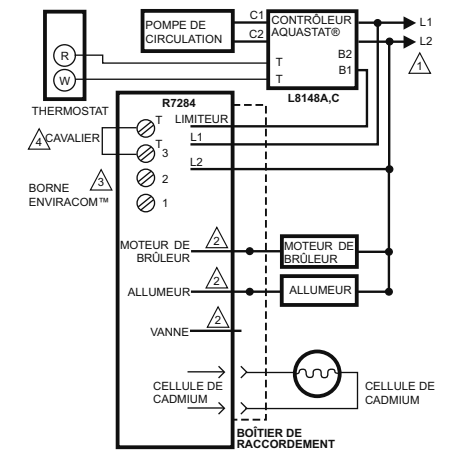 POMPE DE
CIRCULATION
C1
C2
CONTRÔLEUR
AQUASTAT®
B2
B1
T
T
L1
L2
1
L8148A,C
R
W
THERMOSTAT
R7284
T
LIMITEUR
4
CAVALIER
L1
T
3
L2
3
BORNE
ENVIRACOM™
2
1
MOTEUR DE
BRÛLEUR
2
MOTEUR DE
BRÛLEUR
ALLUMEUR
2
ALLUMEUR
VANNE
2
CELLULE DE
CADMIUM
CELLULE DE
CADMIUM
BOÎTIER DE
RACCORDEMENT